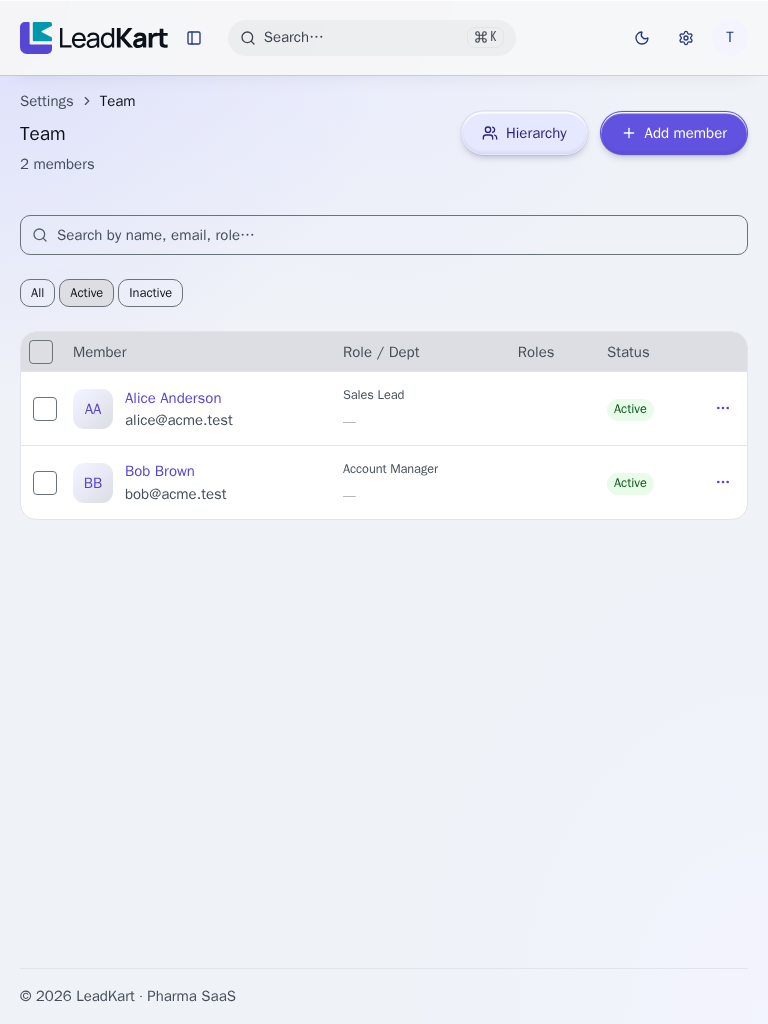 LeadKart
Search…
⌘K
T
Settings > Team
Team
2 members
Hierarchy
+ Add member
Search by name, email, role…
All
Active
Inactive
Member Role / Dept Roles Status
AA Alice Anderson
alice@acme.test
Sales Lead
—
Active
BB Bob Brown
bob@acme.test
Account Manager
—
Active
© 2026 LeadKart · Pharma SaaS